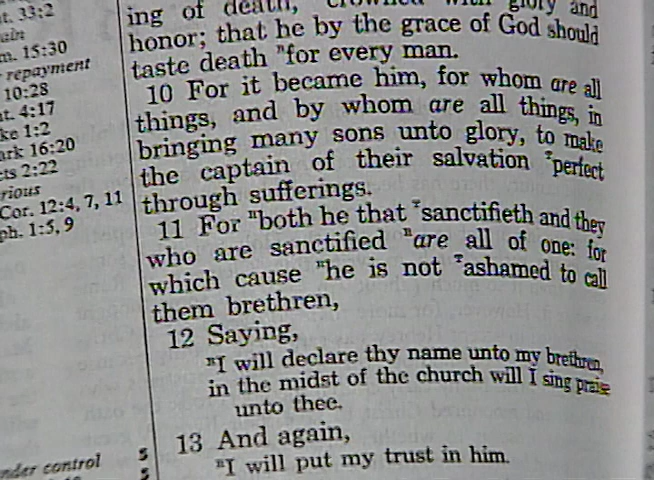 t. 33:2
ain
m. 15:30
repayment
10:28
t. 4:17
ke 1:2
ark 16:20
cts 2:22
rious
Cor. 12:4, 7, 11
ph. 1:5, 9
nder control
5
5
ing of death, crowned with glory and
honor; that he by the grace of God should
taste death "for every man.
10 For it became him, for whom are all
things, and by whom are all things, in
bringing many sons unto glory, to make
the captain of their salvation perfect
through sufferings.
11 For "both he that sanctifieth and they
who are sanctified "are all of one: for
which cause "he is not ashamed to call
them brethren,
12 Saying,
"I will declare thy name unto my brethren,
in the midst of the church will I sing praise
unto thee.
13 And again,
"I will put my trust in him.